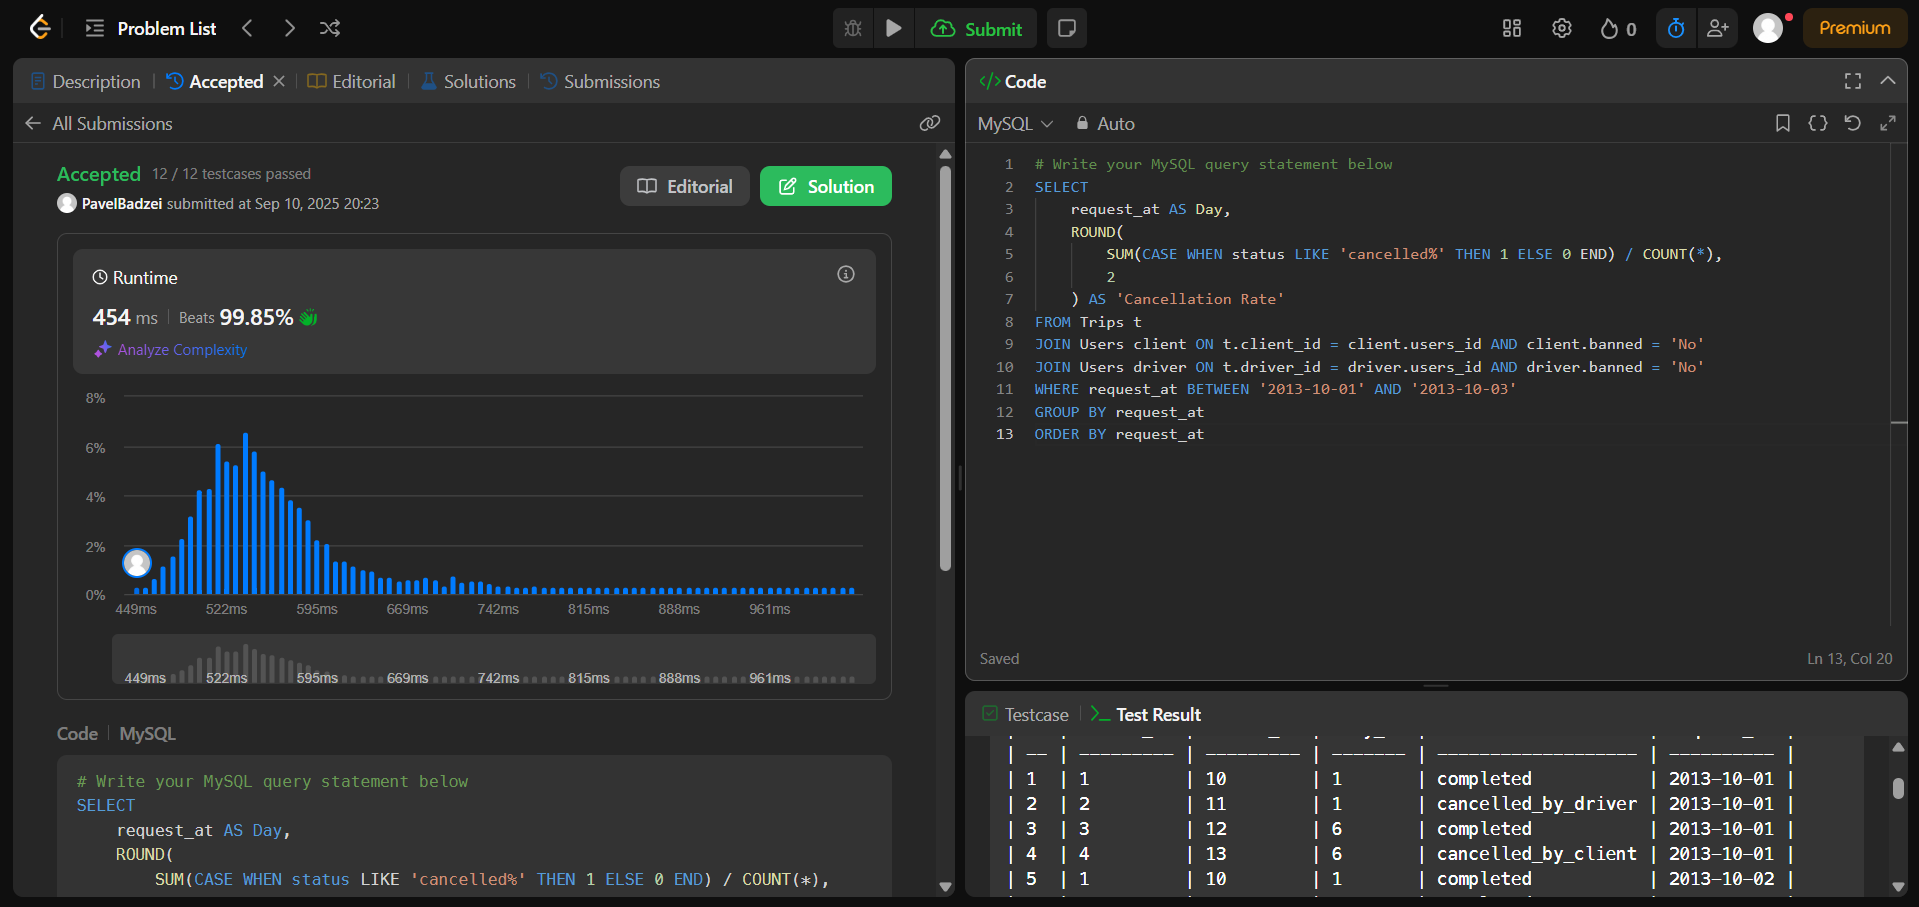 Problem List
Submit
0
Premium
Description
Accepted
Editorial
Solutions
Submissions
All Submissions
Accepted 12 / 12 testcases passed
PavelBadzei submitted at Sep 10, 2025 20:23
Editorial
Solution
Runtime
454 ms Beats 99.85%
Analyze Complexity
8%
6%
4%
2%
0%
449ms 522ms 595ms 669ms 742ms 815ms 888ms 961ms
449ms 522ms 595ms 669ms 742ms 815ms 888ms 961ms
Code MySQL
# Write your MySQL query statement below
SELECT
request_at AS Day,
ROUND(
SUM(CASE WHEN status LIKE 'cancelled%' THEN 1 ELSE 0 END) / COUNT(*),
</> Code
MySQL Auto
1 # Write your MySQL query statement below
2 SELECT
3 request_at AS Day,
4 ROUND(
5 SUM(CASE WHEN status LIKE 'cancelled%' THEN 1 ELSE 0 END) / COUNT(*),
6 2
7 ) AS 'Cancellation Rate'
8 FROM Trips t
9 JOIN Users client ON t.client_id = client.users_id AND client.banned = 'No'
10 JOIN Users driver ON t.driver_id = driver.users_id AND driver.banned = 'No'
11 WHERE request_at BETWEEN '2013-10-01' AND '2013-10-03'
12 GROUP BY request_at
13 ORDER BY request_at
Saved
Ln 13, Col 20
Testcase
Test Result
| -- | --------- | --------- | ------- | ------------------- | ---------- |
| 1 | 1 | 10 | 1 | completed | 2013-10-01 |
| 2 | 2 | 11 | 1 | cancelled_by_driver | 2013-10-01 |
| 3 | 3 | 12 | 6 | completed | 2013-10-01 |
| 4 | 4 | 13 | 6 | cancelled_by_client | 2013-10-01 |
| 5 | 1 | 10 | 1 | completed | 2013-10-02 |